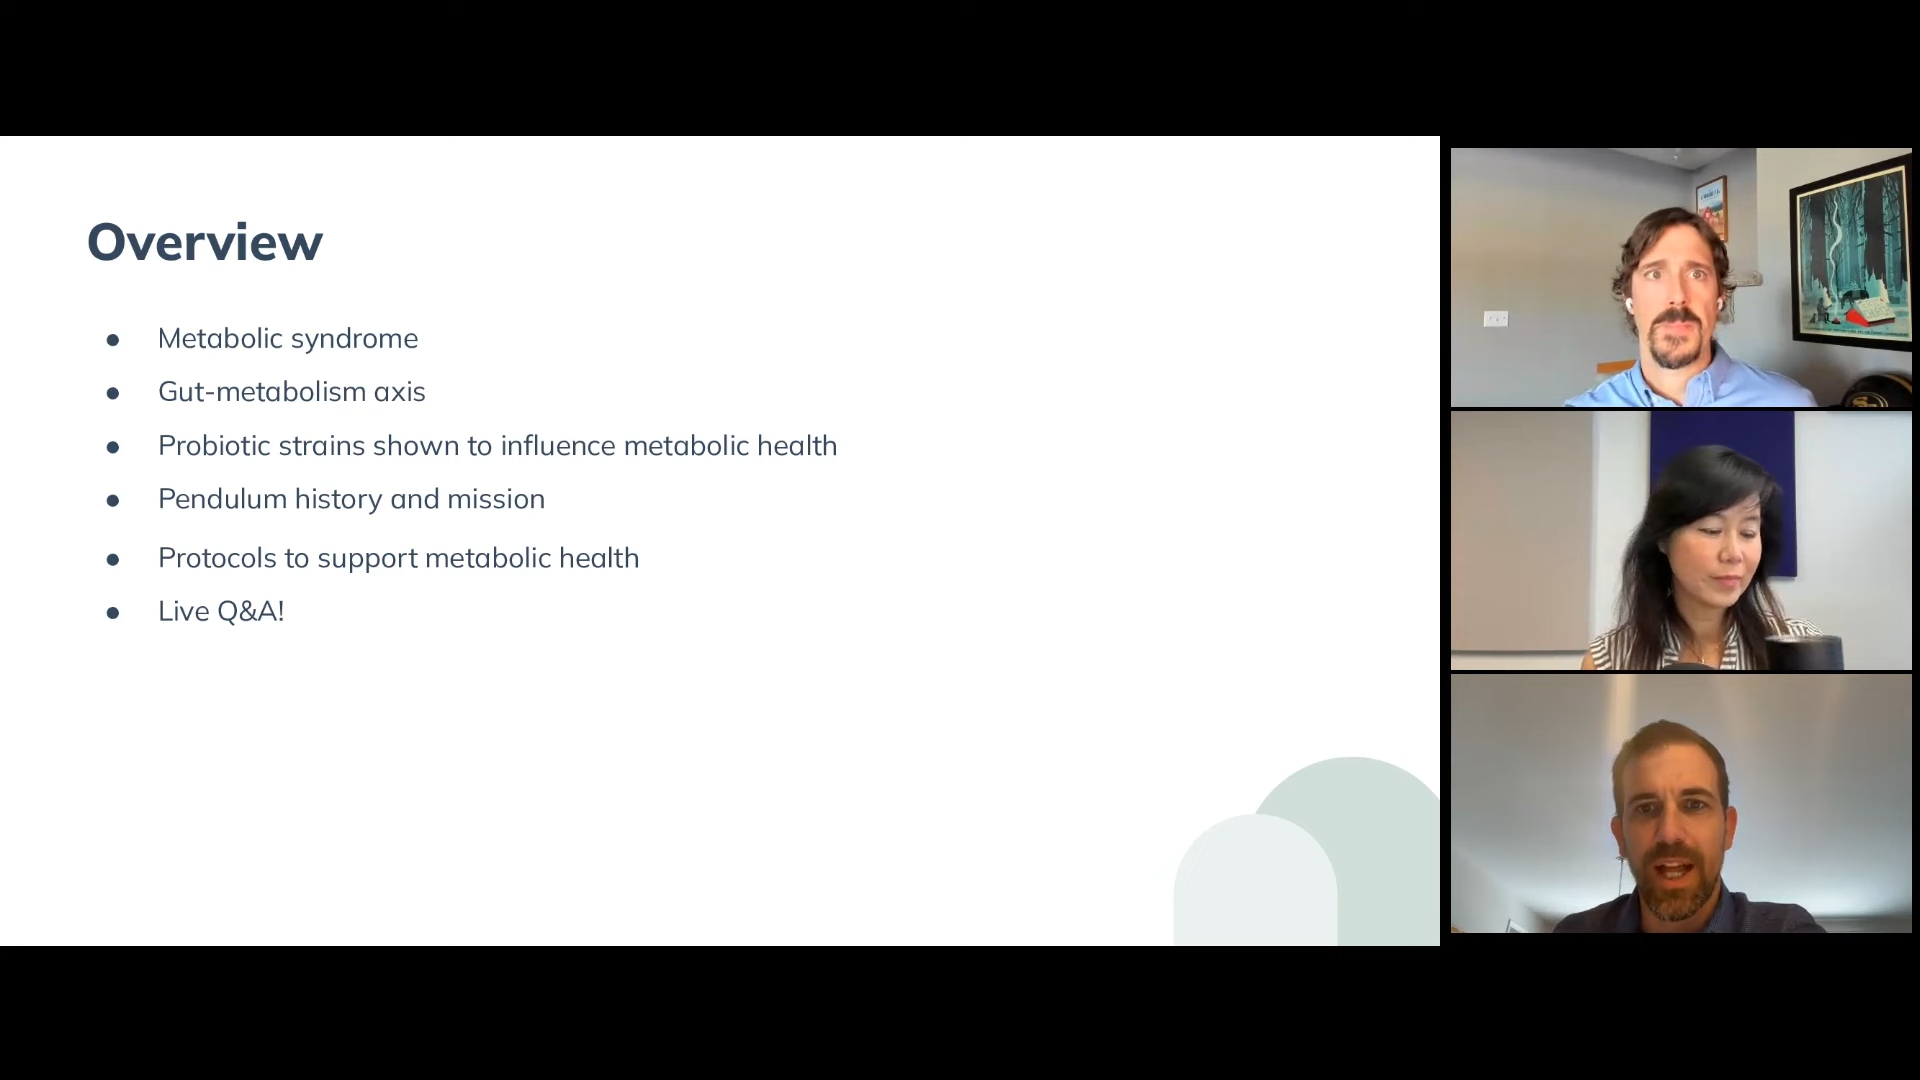 Overview
● Metabolic syndrome
● Gut-metabolism axis
● Probiotic strains shown to influence metabolic health
● Pendulum history and mission
● Protocols to support metabolic health
● Live Q&A!